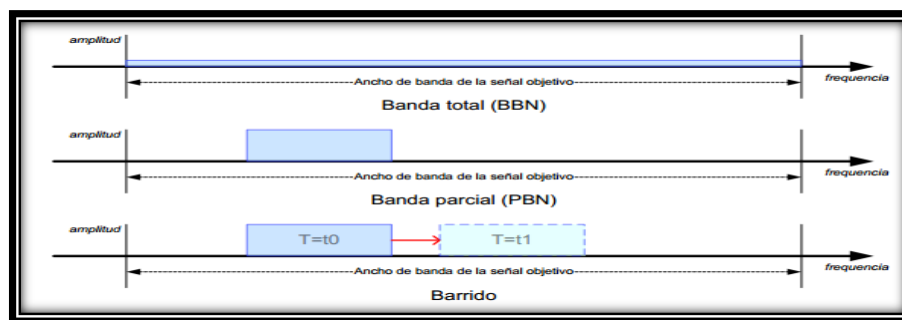 amplitud
frequencia
Ancho de banda de la señal objetivo
Banda total (BBN)
amplitud
frequencia
Ancho de banda de la señal objetivo
Banda parcial (PBN)
amplitud
T=t0 T=t1
frequencia
Ancho de banda de la señal objetivo
Barrido